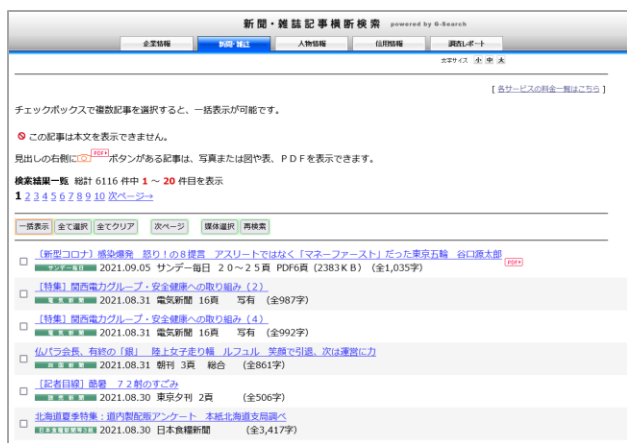 新聞・雑誌記事横断検索 powered by G-Search
企業情報 新聞・雑誌 人物情報 信用情報 調査レポート
文字サイズ 小 中 大
[ 各サービスの料金一覧はこちら ]
チェックボックスで複数記事を選択すると、一括表示が可能です。
この記事は本文を表示できません。
見出しの右側に PDF ボタンがある記事は、写真または図や表、ＰＤＦを表示できます。
検索結果一覧 総計 6116 件中 1 ～ 20 件目を表示
1 2 3 4 5 6 7 8 9 10 次ページ→
一括表示 全て選択 全てクリア 次ページ 媒体選択 再検索
［新型コロナ］感染爆発 怒り！の８提言 アスリートではなく「マネーファースト」だった東京五輪 谷口源太郎 PDF
サンデー毎日 2021.09.05 サンデー毎日 ２０～２５頁 PDF6頁 (2383ＫＢ) (全1,035字)
［特集］関西電力グループ・安全健康への取り組み（２）
電気新聞 2021.08.31 電気新聞 16頁 写有 (全987字)
［特集］関西電力グループ・安全健康への取り組み（４）
電気新聞 2021.08.31 電気新聞 16頁 写有 (全992字)
仏パラ会長、有終の「銀」 陸上女子走り幅 ルフュル 笑顔で引退、次は運営に力
2021.08.31 朝刊 3頁 総合 (全861字)
［記者目線］酷暑 ７２射のすごみ
読売新聞 2021.08.30 東京夕刊 2頁 (全506字)
北海道夏季特集：道内製配販アンケート 本紙北海道支局調べ
2021.08.30 日本食糧新聞 (全3,417字)